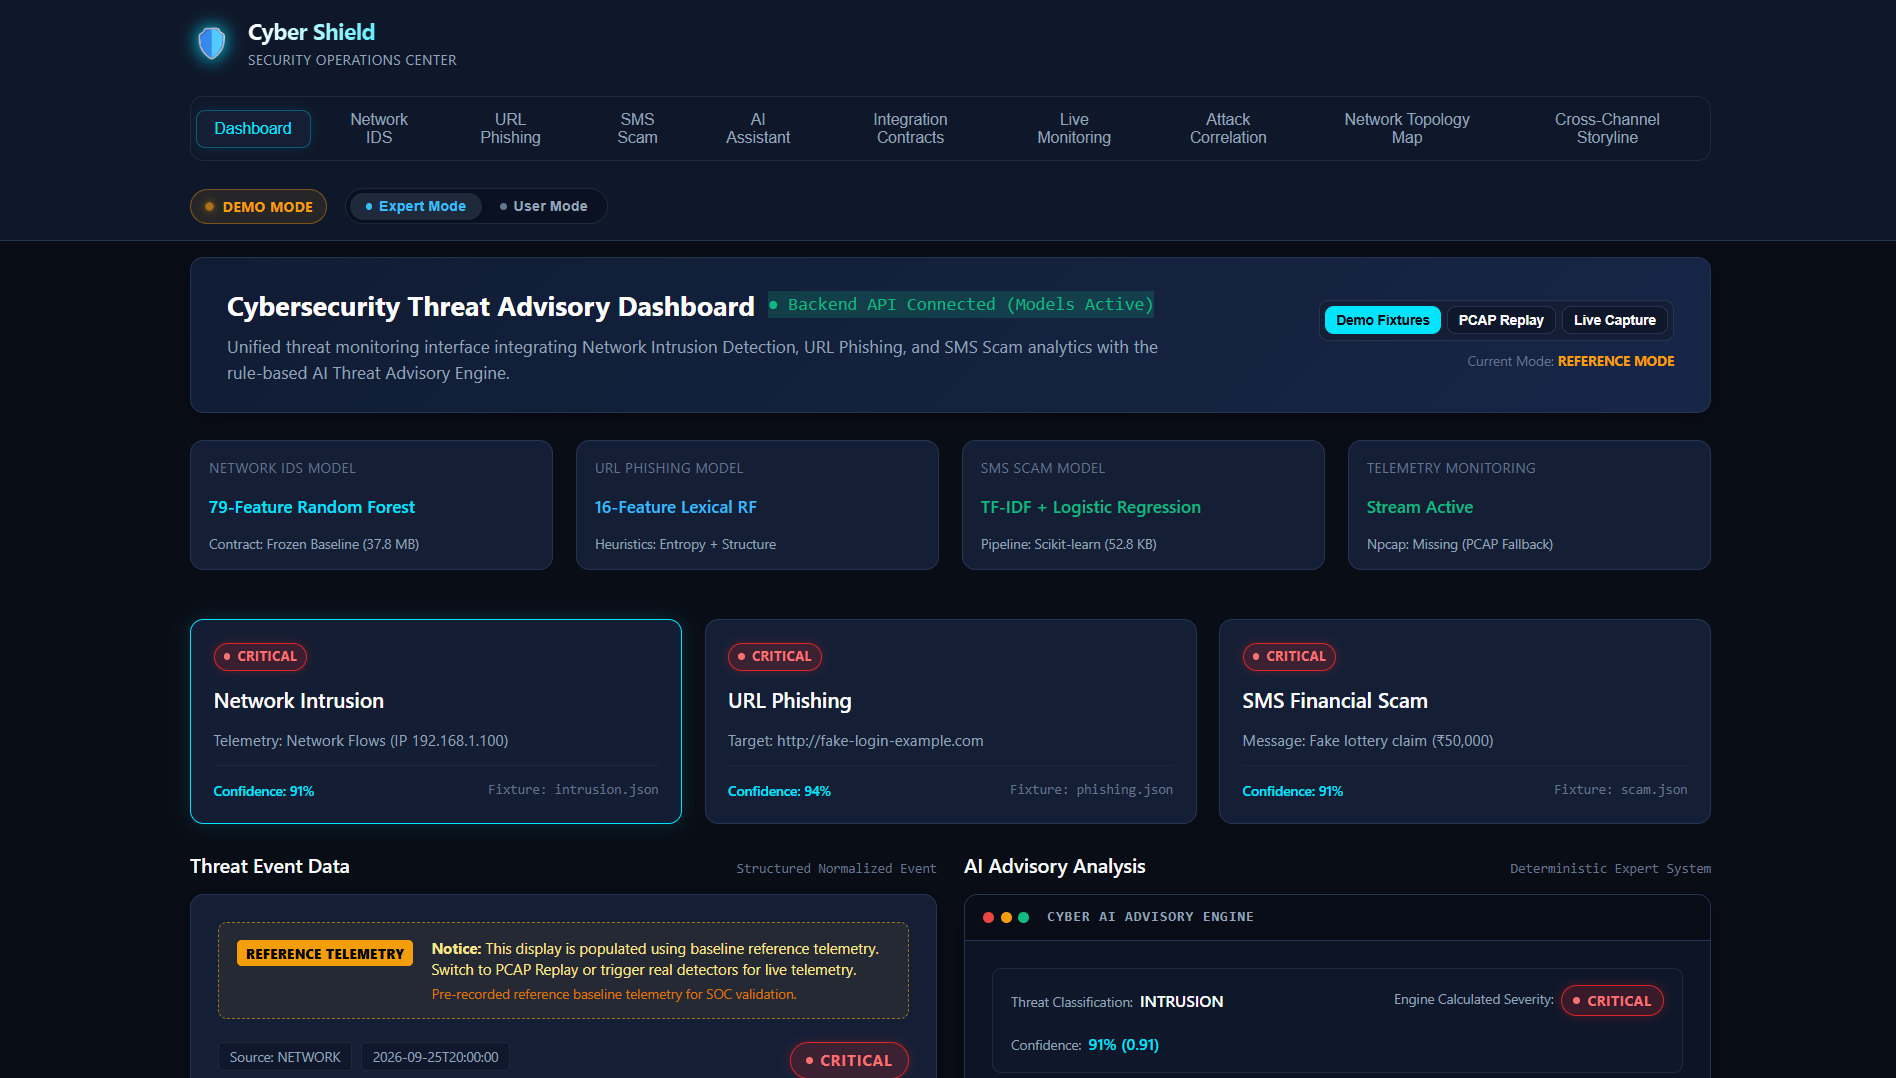 Cyber Shield
SECURITY OPERATIONS CENTER
Dashboard
Network
IDS
URL
Phishing
SMS
Scam
AI
Assistant
Integration
Contracts
Live
Monitoring
Attack
Correlation
Network Topology
Map
Cross-Channel
Storyline
DEMO MODE
Expert Mode
User Mode
Cybersecurity Threat Advisory Dashboard
● Backend API Connected (Models Active)
Unified threat monitoring interface integrating Network Intrusion Detection, URL Phishing, and SMS Scam analytics with the
rule-based AI Threat Advisory Engine.
Demo Fixtures
PCAP Replay
Live Capture
Current Mode: REFERENCE MODE
NETWORK IDS MODEL
79-Feature Random Forest
Contract: Frozen Baseline (37.8 MB)
URL PHISHING MODEL
16-Feature Lexical RF
Heuristics: Entropy + Structure
SMS SCAM MODEL
TF-IDF + Logistic Regression
Pipeline: Scikit-learn (52.8 KB)
TELEMETRY MONITORING
Stream Active
Npcap: Missing (PCAP Fallback)
CRITICAL
Network Intrusion
Telemetry: Network Flows (IP 192.168.1.100)
Confidence: 91%
Fixture: intrusion.json
CRITICAL
URL Phishing
Target: http://fake-login-example.com
Confidence: 94%
Fixture: phishing.json
CRITICAL
SMS Financial Scam
Message: Fake lottery claim (₹50,000)
Confidence: 91%
Fixture: scam.json
Threat Event Data
Structured Normalized Event
REFERENCE TELEMETRY
Notice: This display is populated using baseline reference telemetry.
Switch to PCAP Replay or trigger real detectors for live telemetry.
Pre-recorded reference baseline telemetry for SOC validation.
Source: NETWORK
2026-09-25T20:00:00
CRITICAL
AI Advisory Analysis
Deterministic Expert System
CYBER AI ADVISORY ENGINE
Threat Classification: INTRUSION
Engine Calculated Severity:
CRITICAL
Confidence: 91% (0.91)